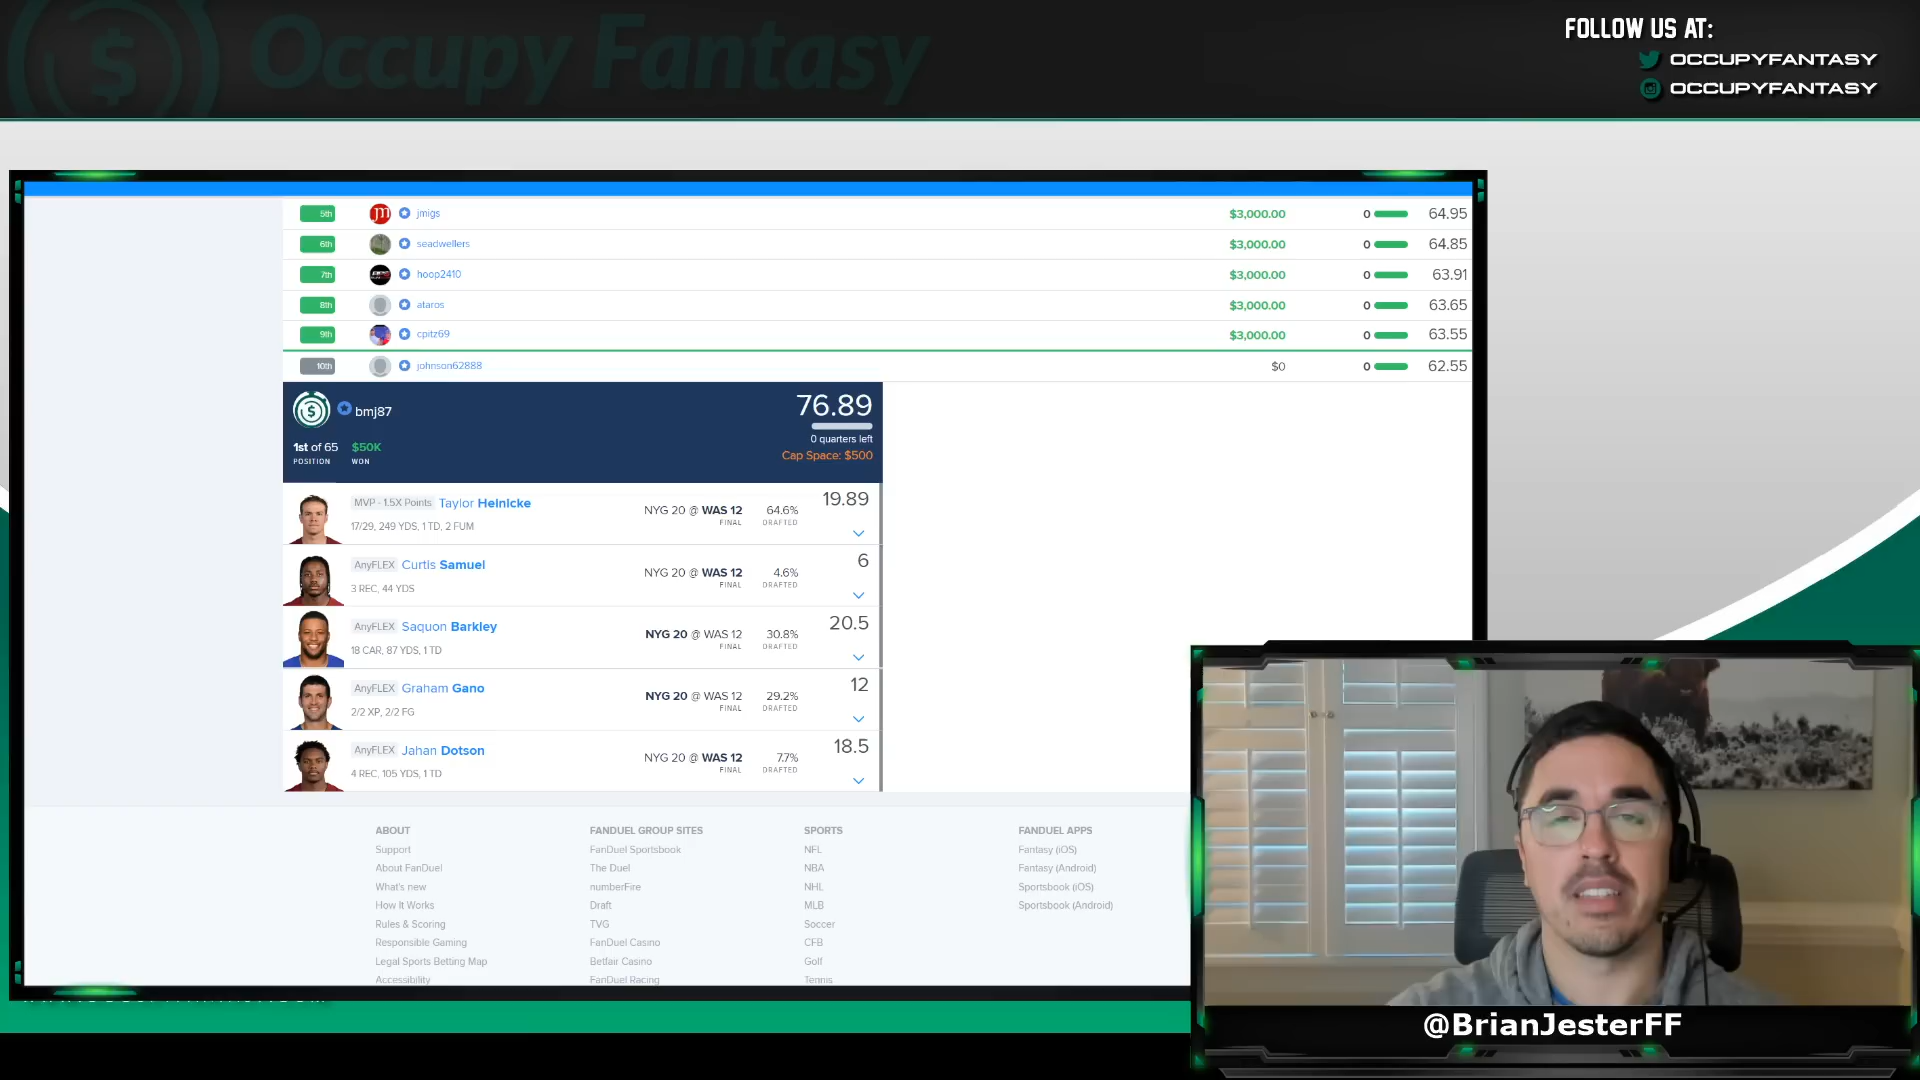 Occupy Fantasy
FOLLOW US AT:
OCCUPYFANTASY
OCCUPYFANTASY
5th jmigs $3,000.00 0 64.95
6th seadwellers $3,000.00 0 64.85
7th hoop2410 $3,000.00 0 63.91
8th ataros $3,000.00 0 63.65
9th cpitz69 $3,000.00 0 63.55
10th johnson62888 $0 0 62.55
bmj87 76.89
0 quarters left
1st of 65 $50K
Cap Space: $500
POSITION WON
MVP - 1.5X Points Taylor Heinicke NYG 20 @ WAS 12 64.6% 19.89
17/29, 249 YDS, 1 TD, 2 FUM FINAL DRAFTED
AnyFLEX Curtis Samuel NYG 20 @ WAS 12 4.6% 6
3 REC, 44 YDS FINAL DRAFTED
AnyFLEX Saquon Barkley NYG 20 @ WAS 12 30.8% 20.5
18 CAR, 87 YDS, 1 TD FINAL DRAFTED
AnyFLEX Graham Gano NYG 20 @ WAS 12 29.2% 12
2/2 XP, 2/2 FG FINAL DRAFTED
AnyFLEX Jahan Dotson NYG 20 @ WAS 12 7.7% 18.5
4 REC, 105 YDS, 1 TD FINAL DRAFTED
ABOUT FANDUEL GROUP SITES SPORTS FANDUEL APPS
Support FanDuel Sportsbook NFL Fantasy (iOS)
About FanDuel The Duel NBA Fantasy (Android)
What's new numberFire NHL Sportsbook (iOS)
How It Works Draft MLB Sportsbook (Android)
Rules & Scoring TVG Soccer
Responsible Gaming FanDuel Casino CFB
Legal Sports Betting Map Betfair Casino Golf
Accessibility FanDuel Racing Tennis
@BrianJesterFF